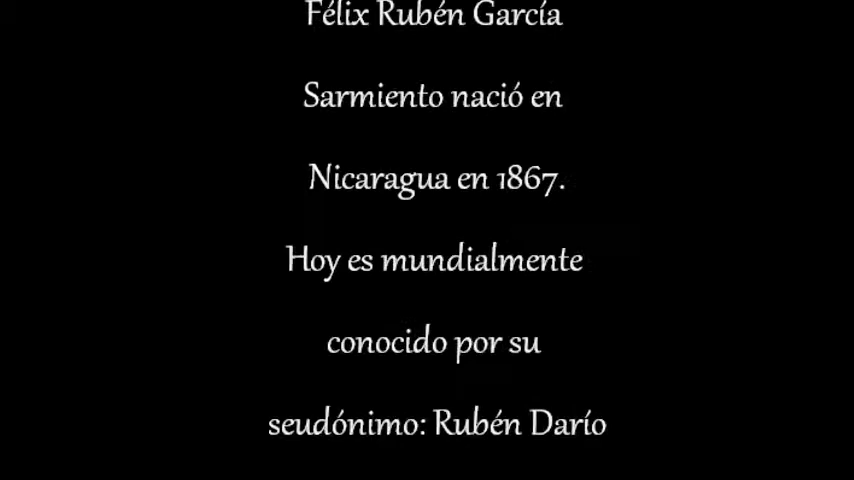 Félix Rubén García
Sarmiento nació en
Nicaragua en 1867.
Hoy es mundialmente
conocido por su
seudónimo: Rubén Darío